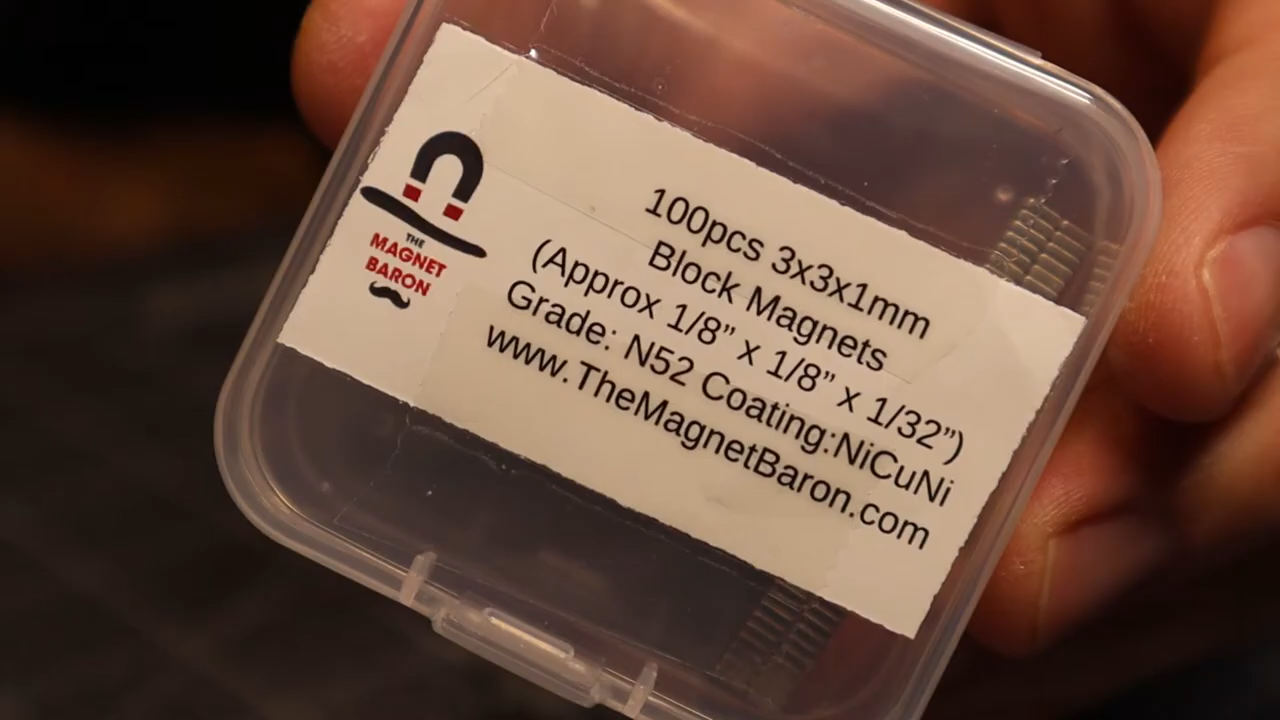 THE
MAGNET
BARON
100pcs 3x3x1mm
Block Magnets
(Approx 1/8” x 1/8” x 1/32”)
Grade: N52 Coating:NiCuNi
www.TheMagnetBaron.com